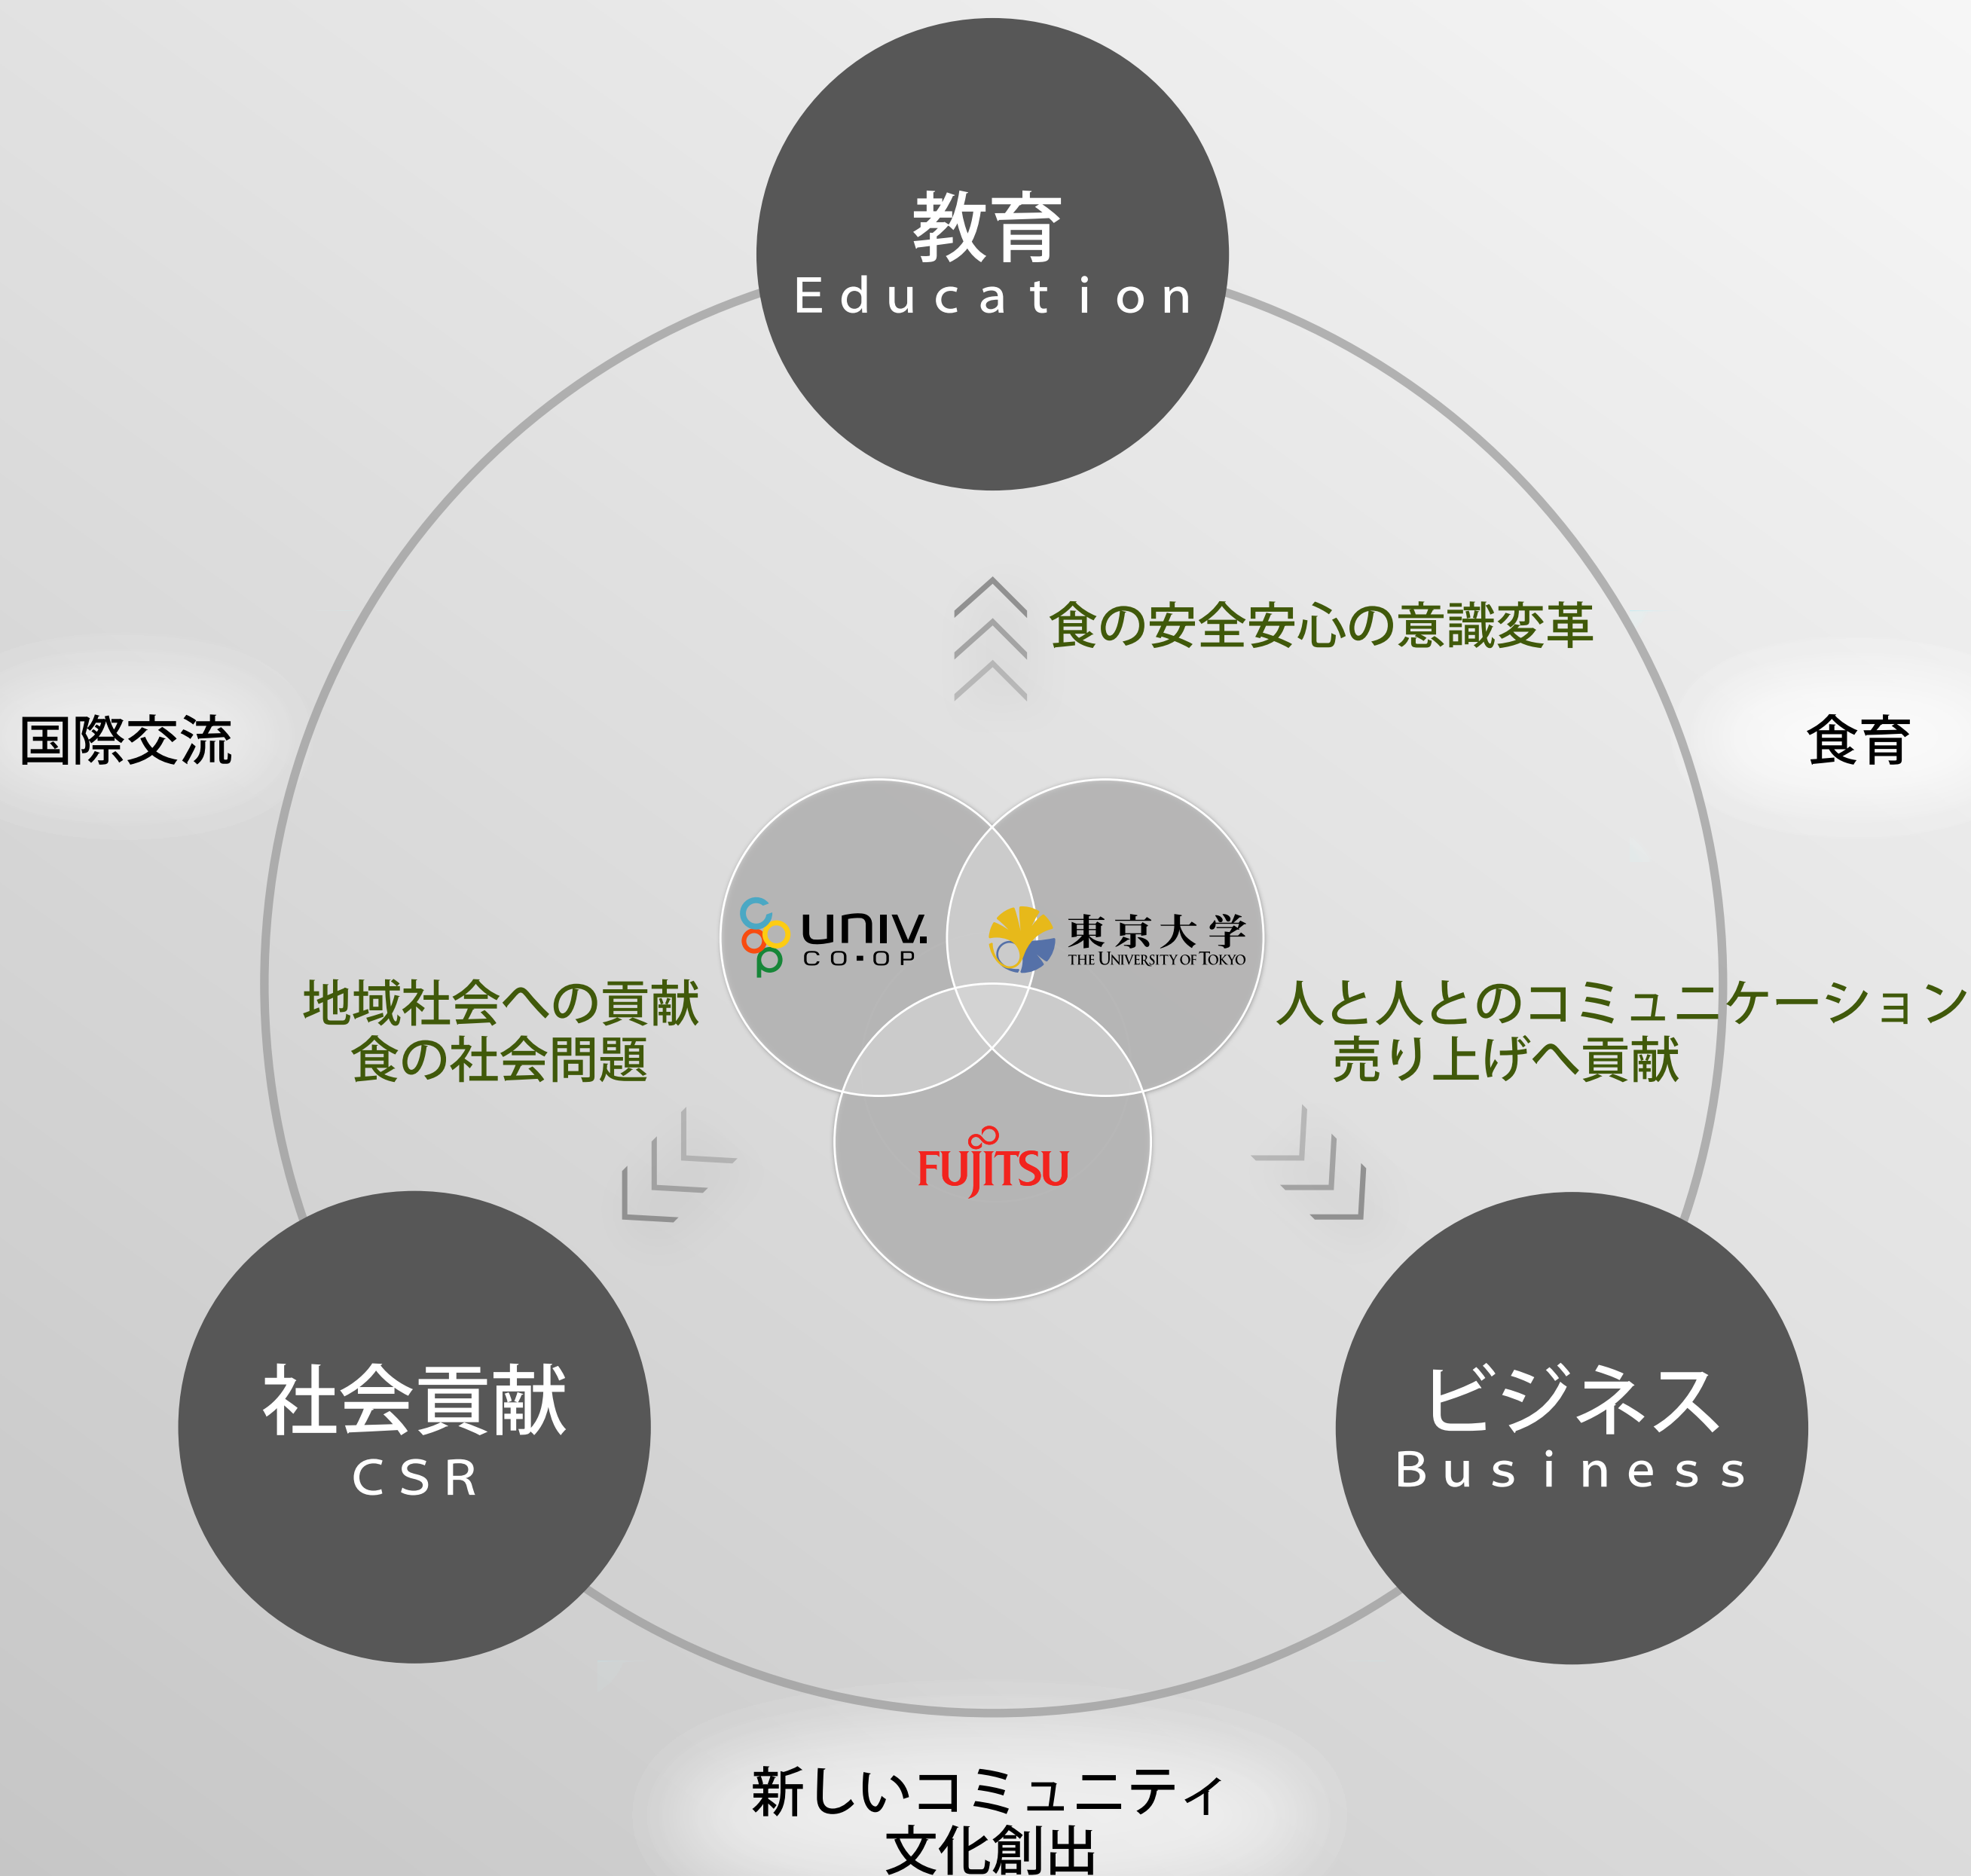 教育
Education
食の安全安心の意識変革
国際交流
食育
univ.
CO·OP
東京大学
THE UNIVERSITY OF TOKYO
地域社会への貢献
食の社会問題
人と人とのコミュニケーション
売り上げへ貢献
FUJITSU
社会貢献
CSR
ビジネス
Business
新しいコミュニティ
文化創出